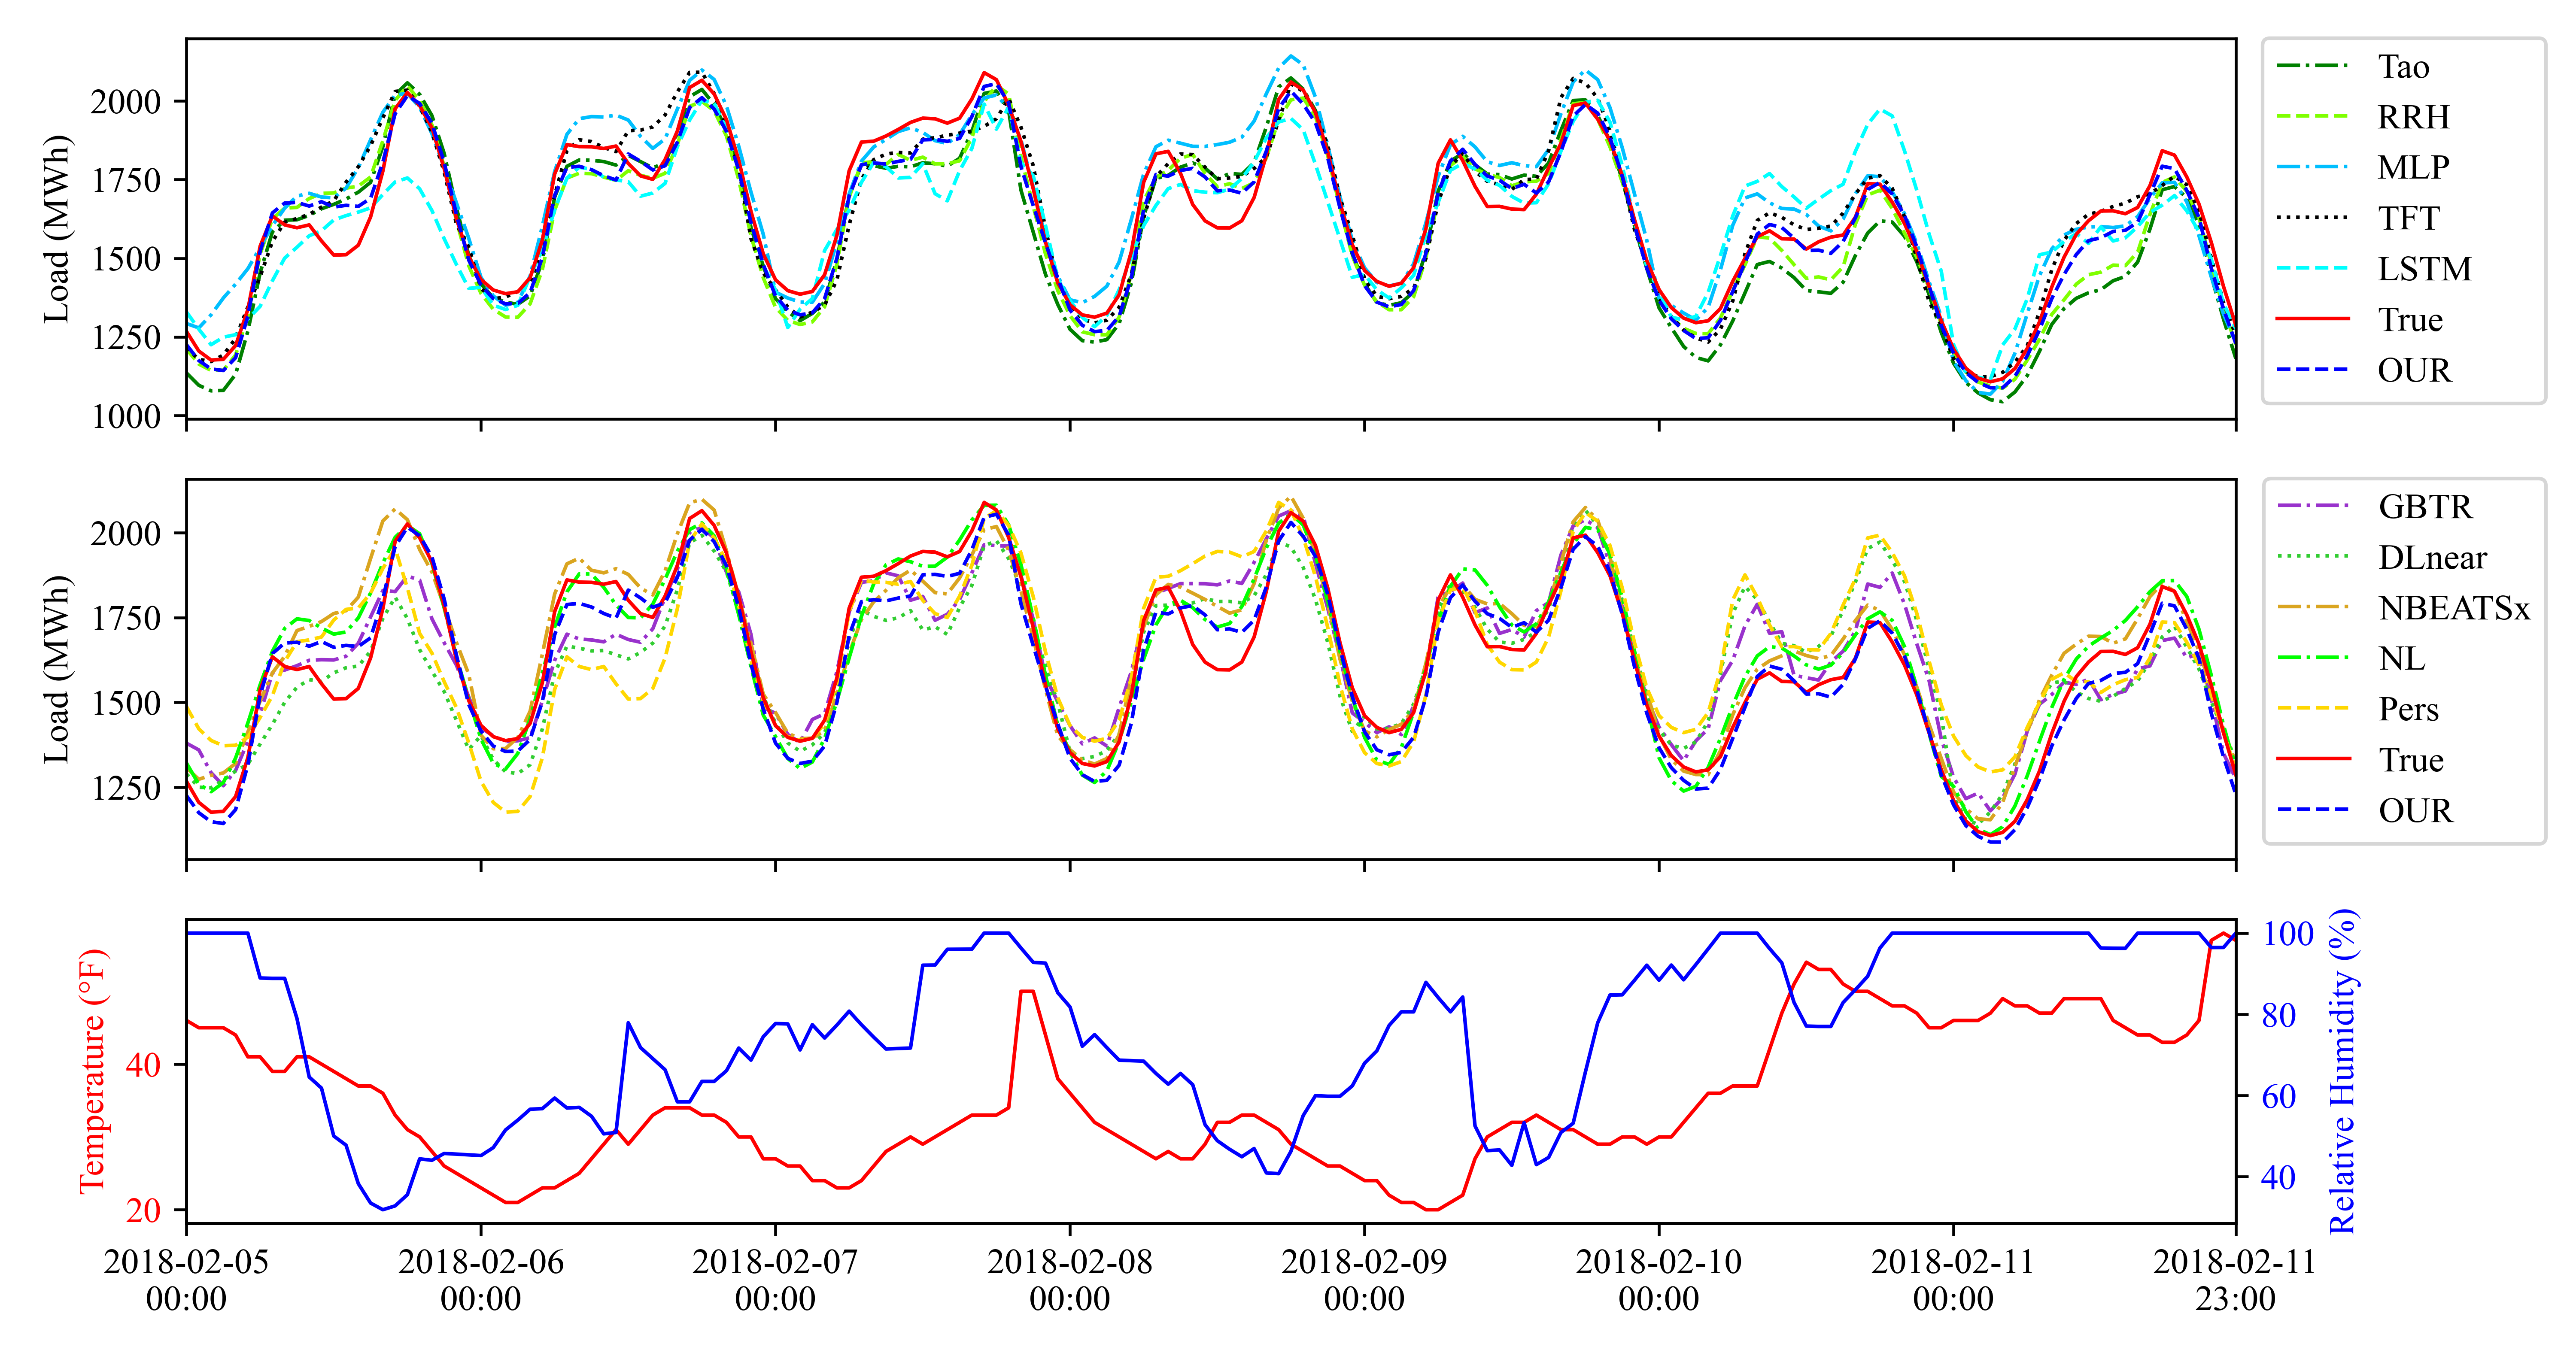 Load (MWh)
2000
1750
1500
1250
1000
Tao
RRH
MLP
TFT
LSTM
True
OUR
Load (MWh)
2000
1750
1500
1250
GBTR
DLnear
NBEATSx
NL
Pers
True
OUR
Temperature (°F)
40
20
100
80
60
40
Relative Humidity (%)
2018-02-05 2018-02-06 2018-02-07 2018-02-08 2018-02-09 2018-02-10 2018-02-11 2018-02-11
00:00 00:00 00:00 00:00 00:00 00:00 00:00 23:00